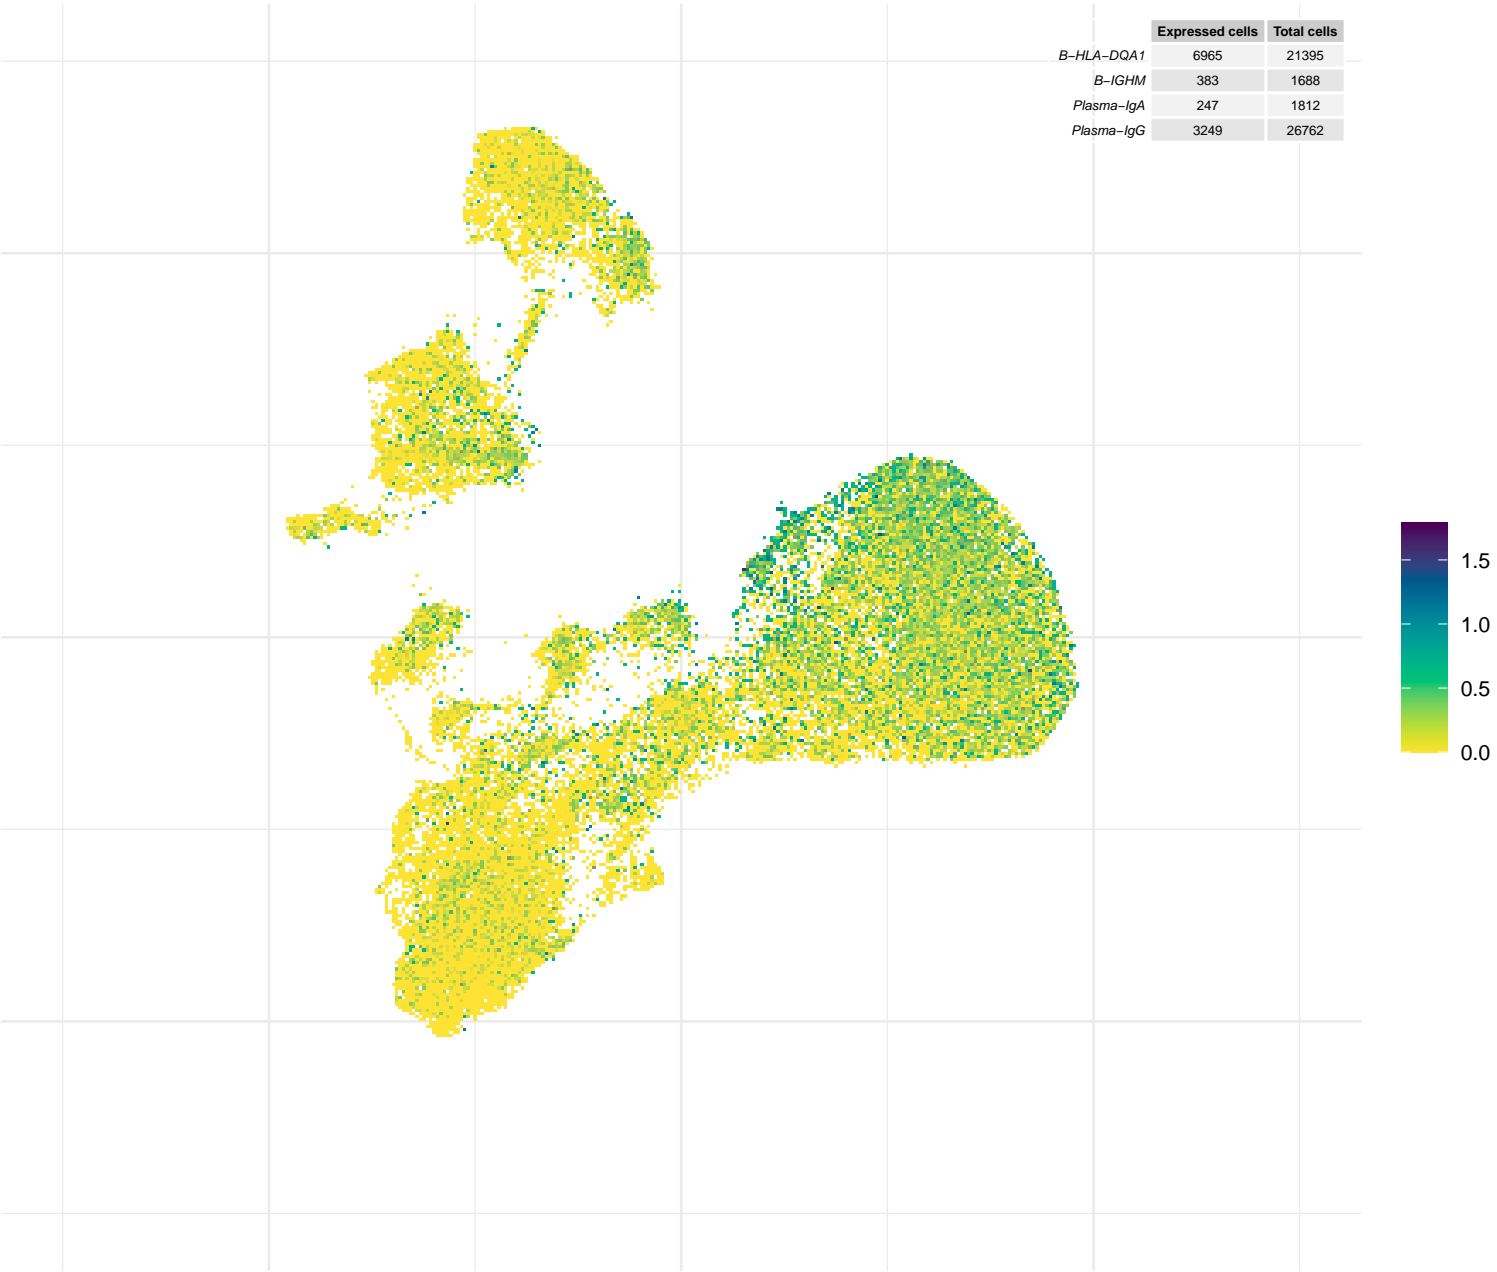 Expressed cells Total cells
B−HLA−DQA1 6965 21395
B−IGHM 383 1688
Plasma−IgA 247 1812
Plasma−IgG 3249 26762
1.5
1.0
0.5
0.0